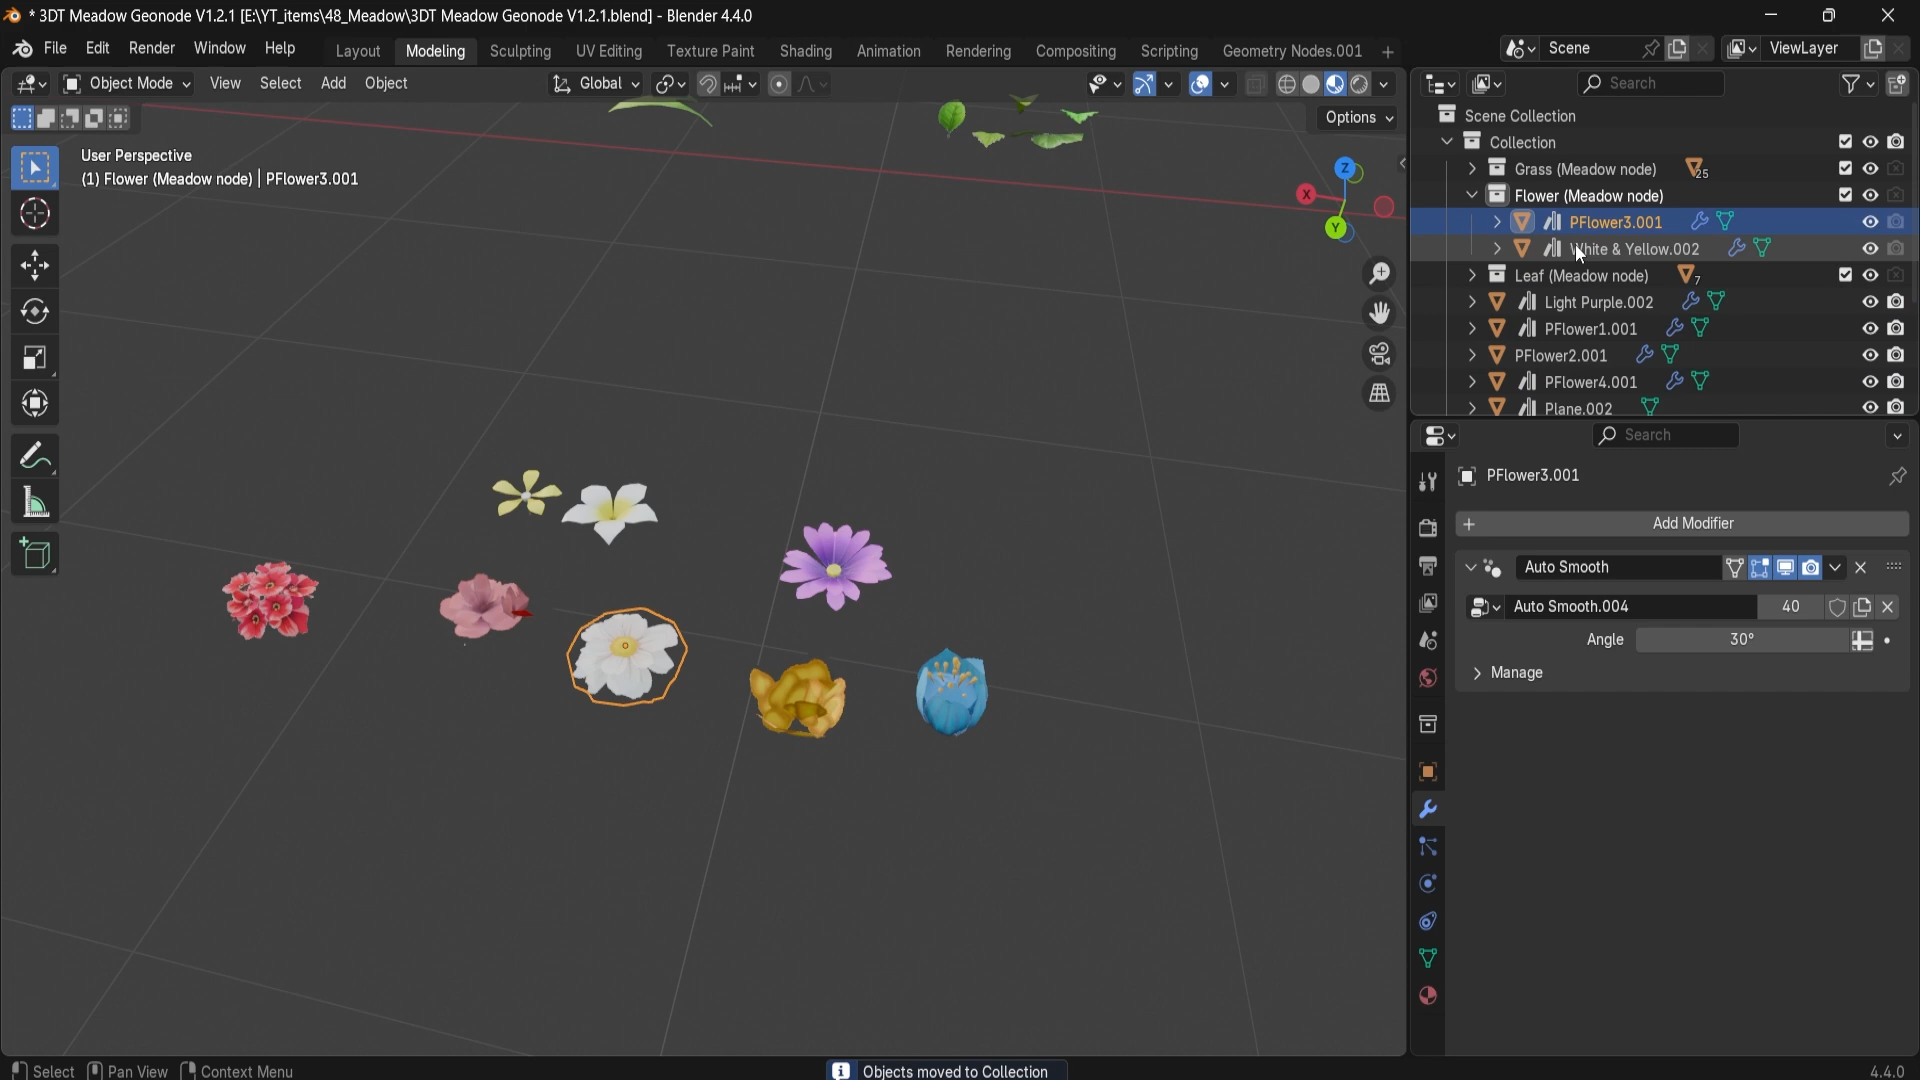 * 3DT Meadow Geonode V1.2.1 [E:\YT_items\48_Meadow\3DT Meadow Geonode V1.2.1.blend] - Blender 4.4.0
File Edit Render Window Help Layout Modeling Sculpting UV Editing Texture Paint Shading Animation Rendering Compositing Scripting Geometry Nodes.001 Scene ViewLayer
Object Mode View Select Add Object Global Search
Options
User Perspective
(1) Flower (Meadow node) | PFlower3.001
Z
X
Y
Scene Collection
Collection
Grass (Meadow node) 25
Flower (Meadow node)
PFlower3.001
White & Yellow.002
Leaf (Meadow node) 7
Light Purple.002
PFlower1.001
PFlower2.001
PFlower4.001
Plane.002
Search
PFlower3.001
Add Modifier
Auto Smooth
Auto Smooth.004 40
Angle 30°
Manage
Select Pan View Context Menu Objects moved to Collection 4.4.0